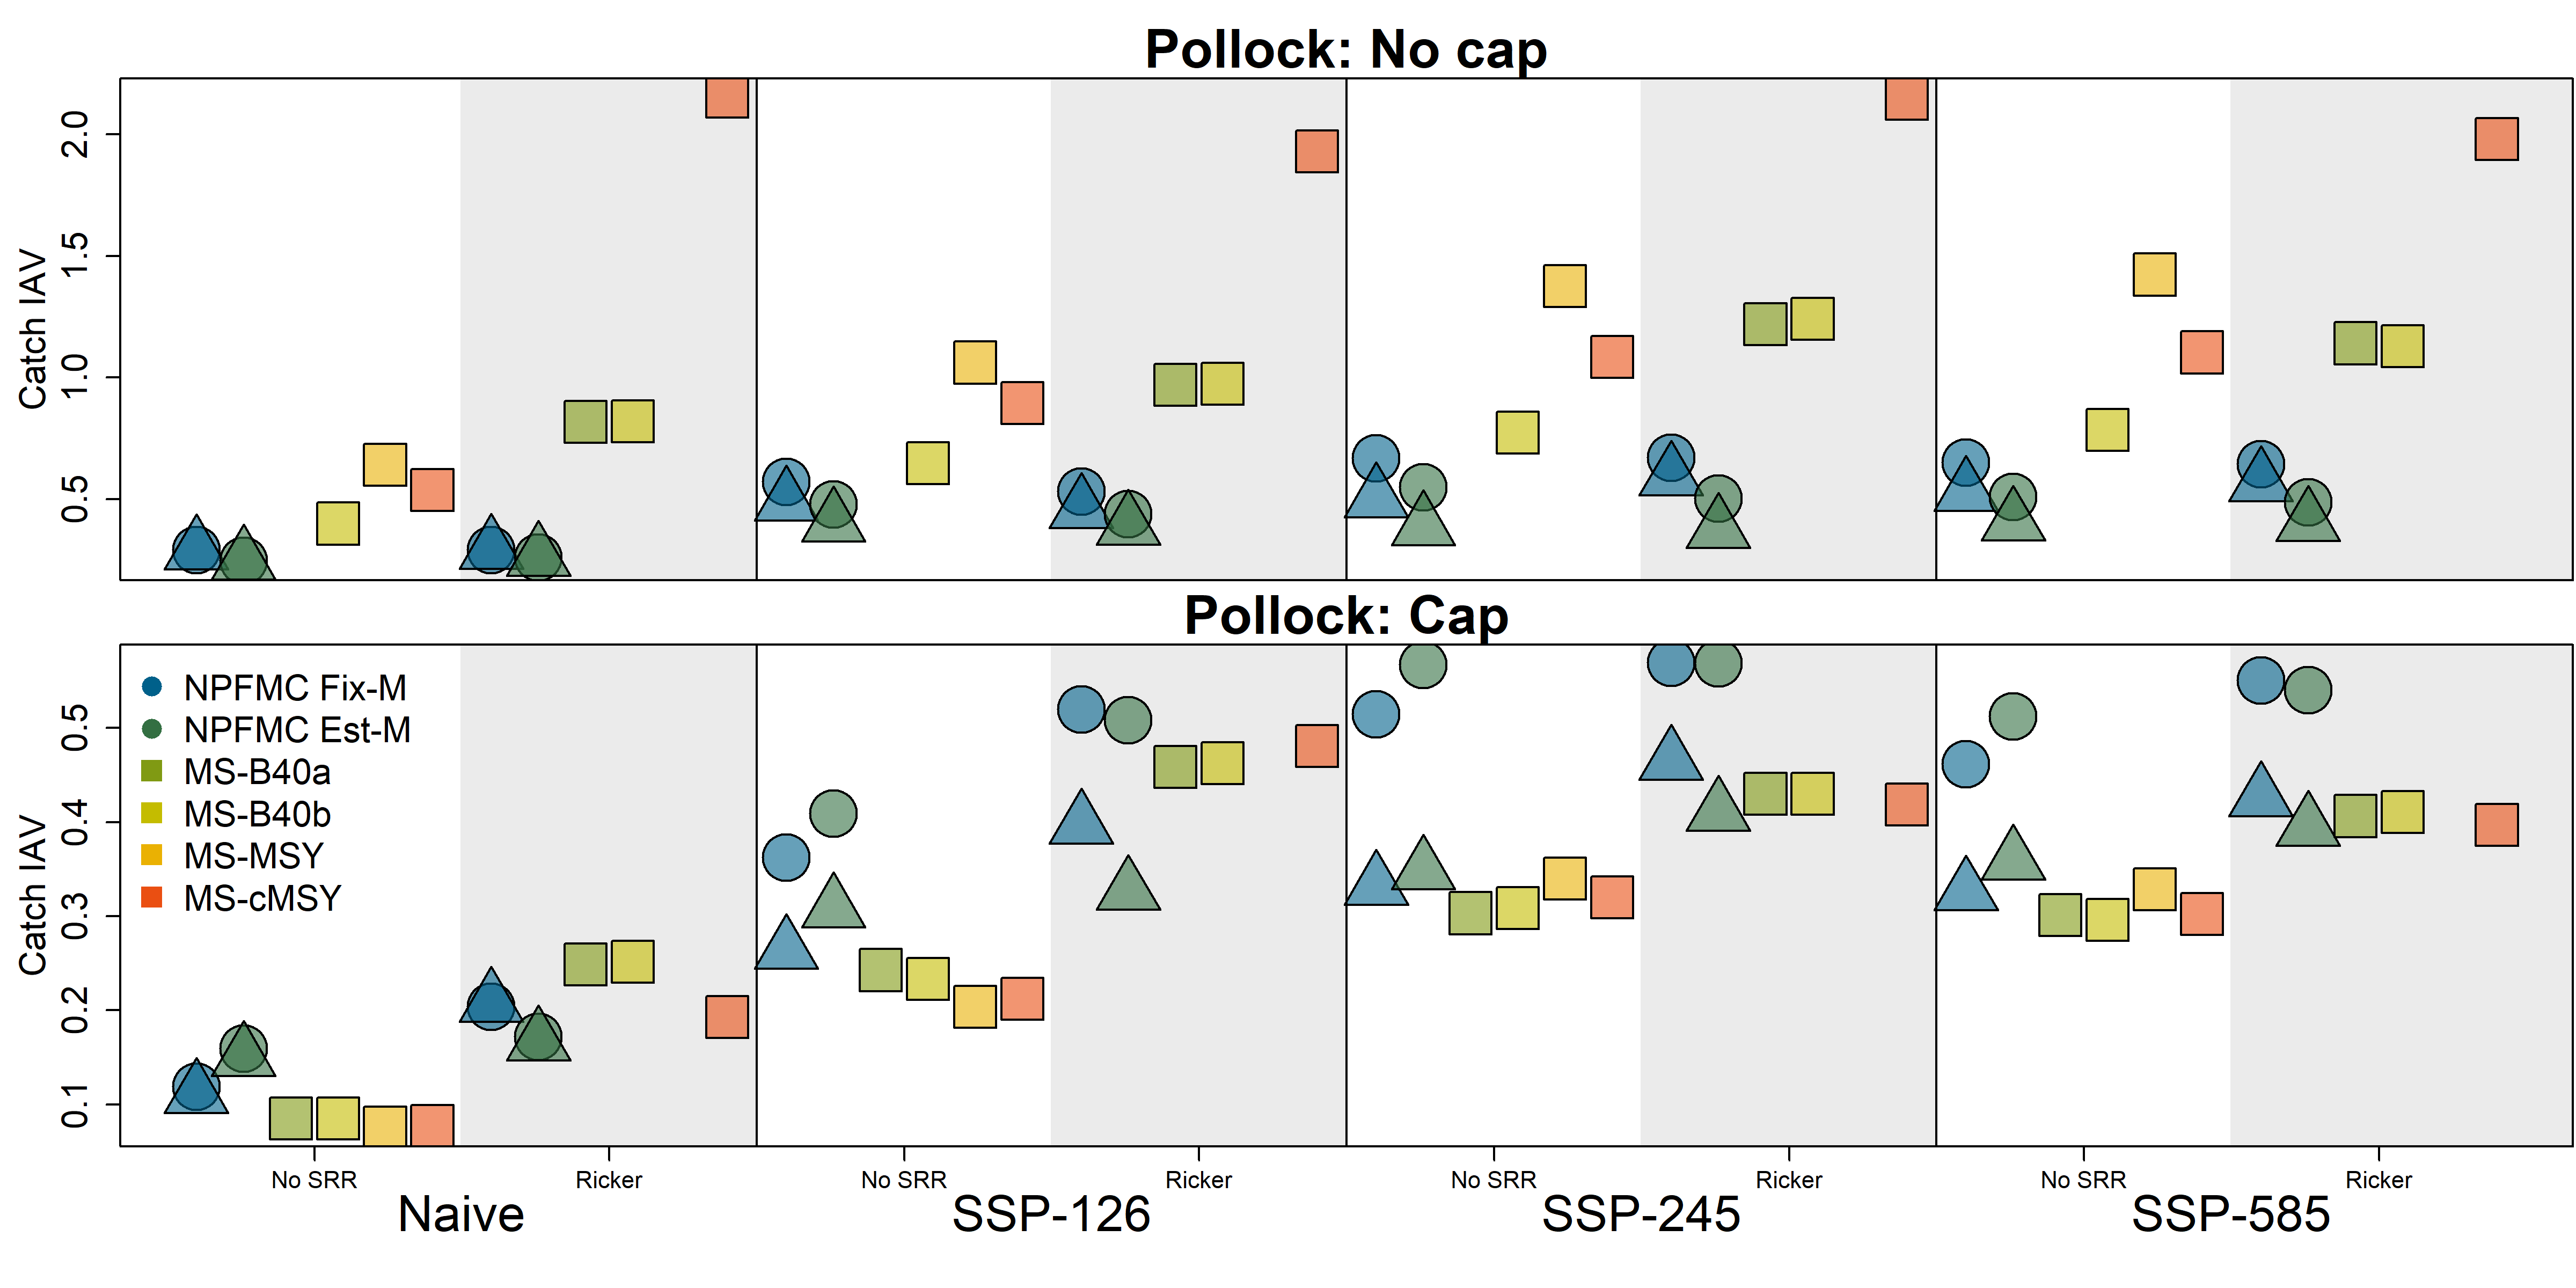 Pollock: No cap
Catch IAV
2.0
1.5
1.0
0.5
Pollock: Cap
Catch IAV
0.5
0.4
0.3
0.2
0.1
NPFMC Fix-M
NPFMC Est-M
MS-B40a
MS-B40b
MS-MSY
MS-cMSY
No SRR Ricker No SRR Ricker No SRR Ricker No SRR Ricker
Naive SSP-126 SSP-245 SSP-585